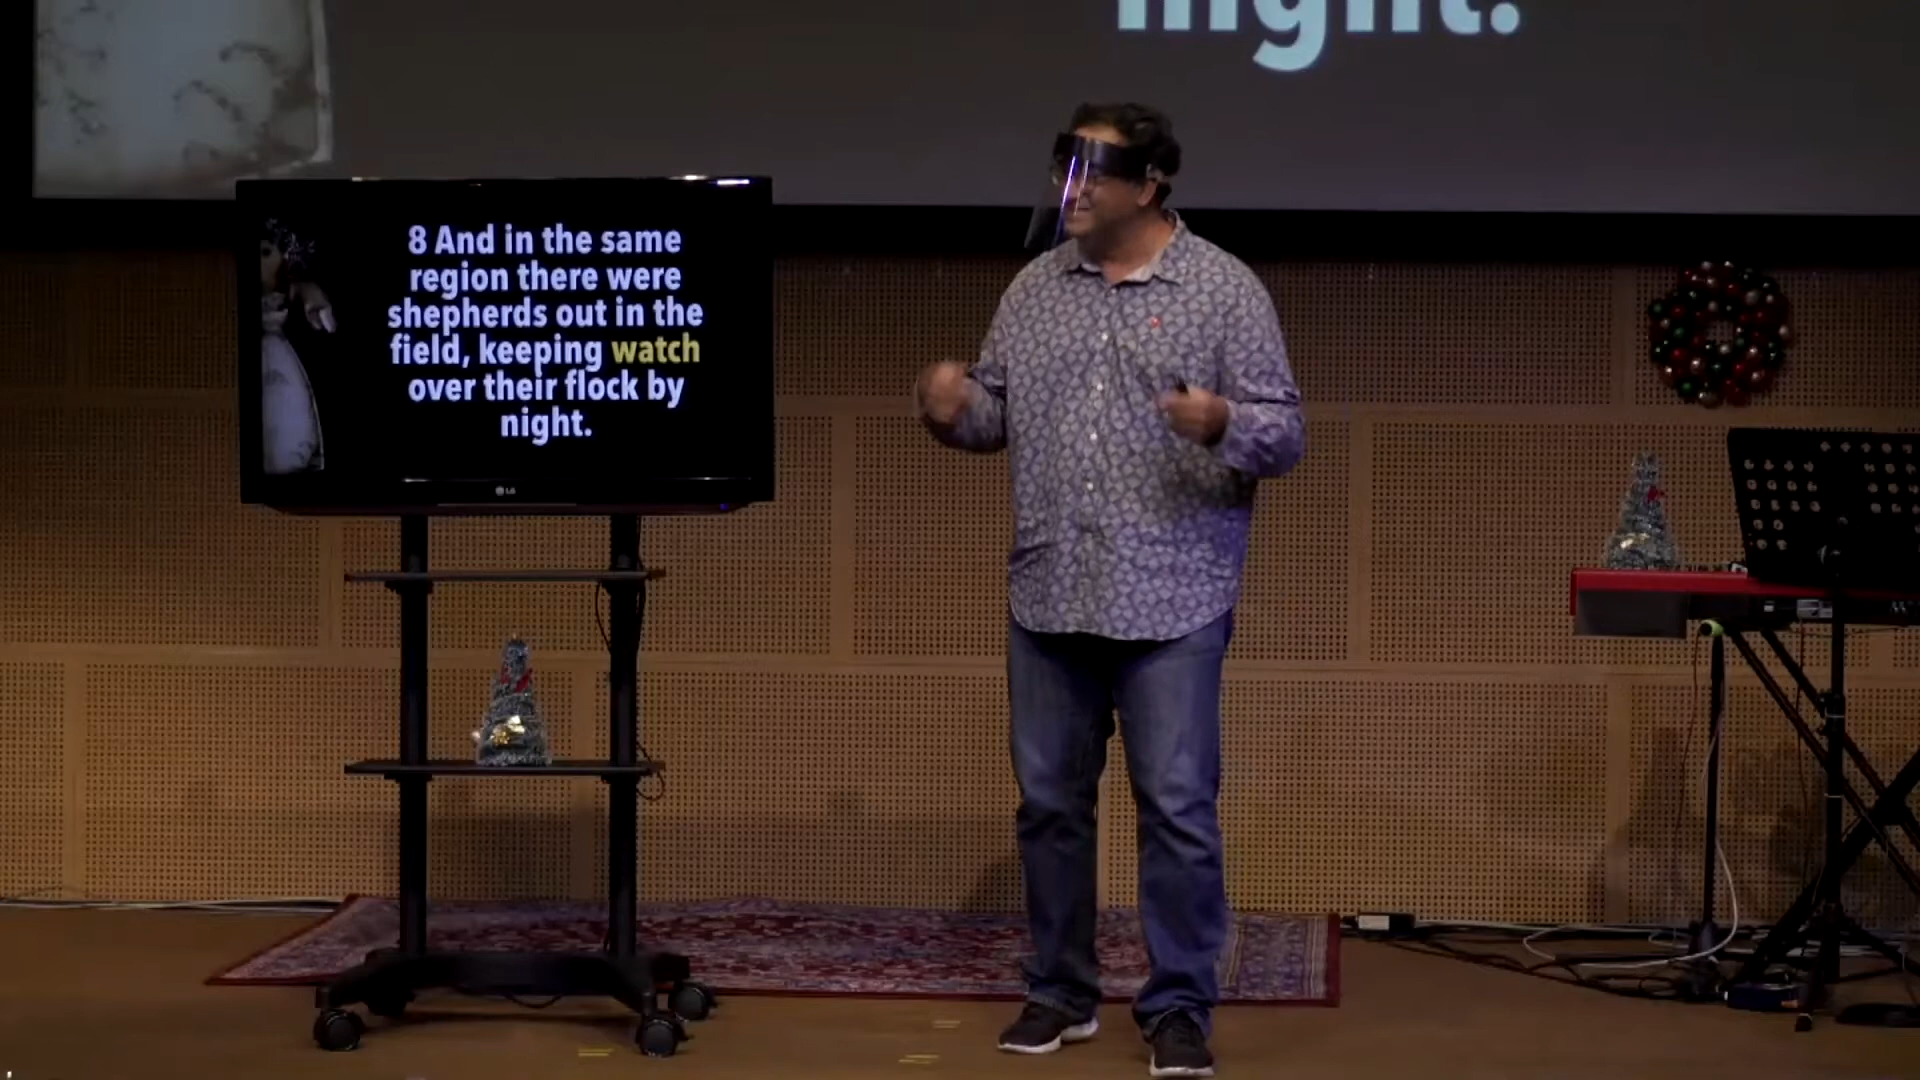 night.
8 And in the same
region there were
shepherds out in the
field, keeping watch
over their flock by
night.
LG